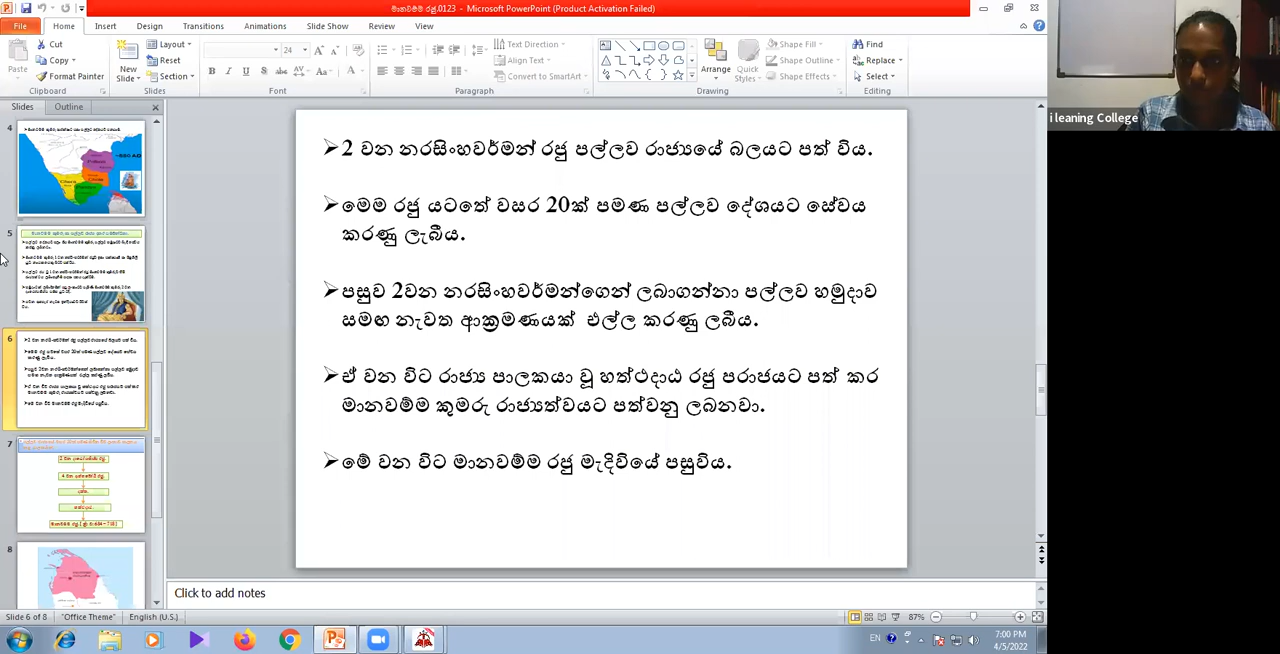 මානවම්ම රජු.0123 - Microsoft PowerPoint (Product Activation Failed)
File Home Insert Design Transitions Animations Slide Show Review View
Paste
Cut
Copy
Format Painter
Clipboard
New Slide
Layout
Reset
Section
Slides
24
Font
Text Direction
Align Text
Convert to SmartArt
Paragraph
Arrange
Quick Styles
Shape Fill
Shape Outline
Shape Effects
Drawing
Find
Replace
Select
Editing
i leaning College
Slides Outline
4
5
6
7
8
➢2 වන නරසිංහවර්මන් රජු පල්ලව රාජ්‍යයේ බලයට පත් විය.
➢මෙම රජු යටතේ වසර 20ක් පමණ පල්ලව දේශයට සේවය
කරණු ලැබීය.
➢පසුව 2වන නරසිංහවර්මන්ගෙන් ලබාගන්නා පල්ලව හමුදාව
සමඟ නැවත ආක්‍රමණයක් එල්ල කරණු ලබීය.
➢ඒ වන විට රාජ්‍ය පාලකයා වූ හත්ථදාඨ රජු පරාජයට පත් කර
මානවම්ම කුමරු රාජ්‍යත්වයට පත්වනු ලබනවා.
➢මේ වන විට මානවම්ම රජු මැදිවියේ පසුවිය.
Click to add notes
Slide 6 of 8 "Office Theme" English (U.S.) 87%
EN 7:00 PM
4/5/2022